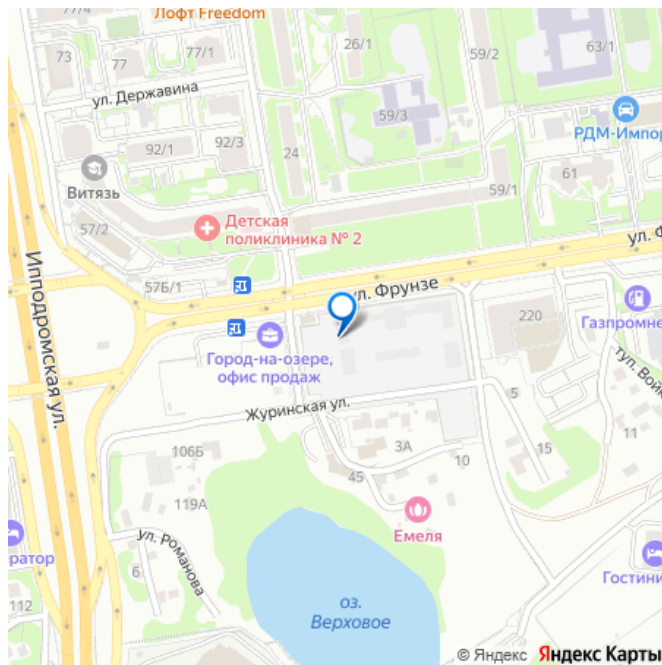 77/4
Лофт Freedom
77/1
26/1
59/2
63/1
73
77
ул. Державина
59/3
92/1
92/3
24
РДМ-Импор
Витязь
59/1
61
57/2
Детская
поликлиника № 2
ул. Ф
57Б/1
Ипподромская ул.
ул. Фрунзе
220
Газпромне
Город-на-озере,
офис продаж
туп. Войк
5
Журинская ул.
11
106Б
3А
15
10
45
119А
Емеля
ул. Романова
ратор
6
Гостини
оз.
Верховое
112
© Яндекс Яндекс Карты